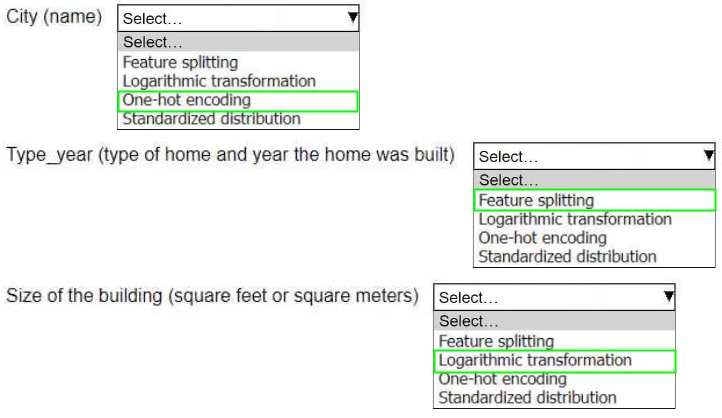 City (name) Select...
Select...
Feature splitting
Logarithmic transformation
One-hot encoding
Standardized distribution
Type_year (type of home and year the home was built) Select...
Select...
Feature splitting
Logarithmic transformation
One-hot encoding
Standardized distribution
Size of the building (square feet or square meters) Select...
Select...
Feature splitting
Logarithmic transformation
One-hot encoding
Standardized distribution